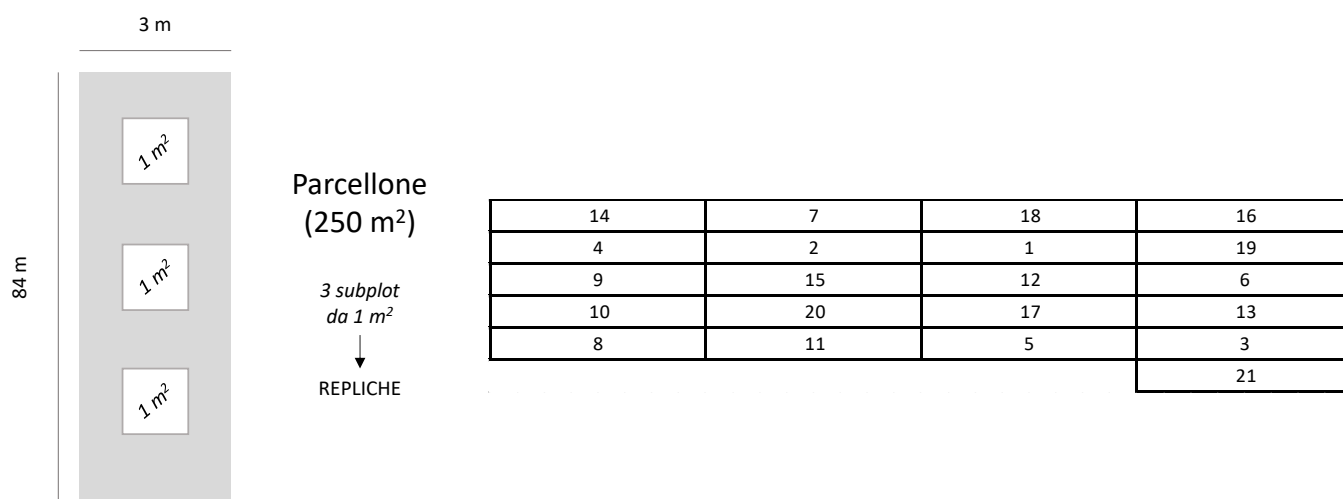 3 m
84 m
1 m²
1 m²
1 m²
Parcellone
(250 m²)
3 subplot
da 1 m²
REPLICHE
14 7 18 16
4 2 1 19
9 15 12 6
10 20 17 13
8 11 5 3
21